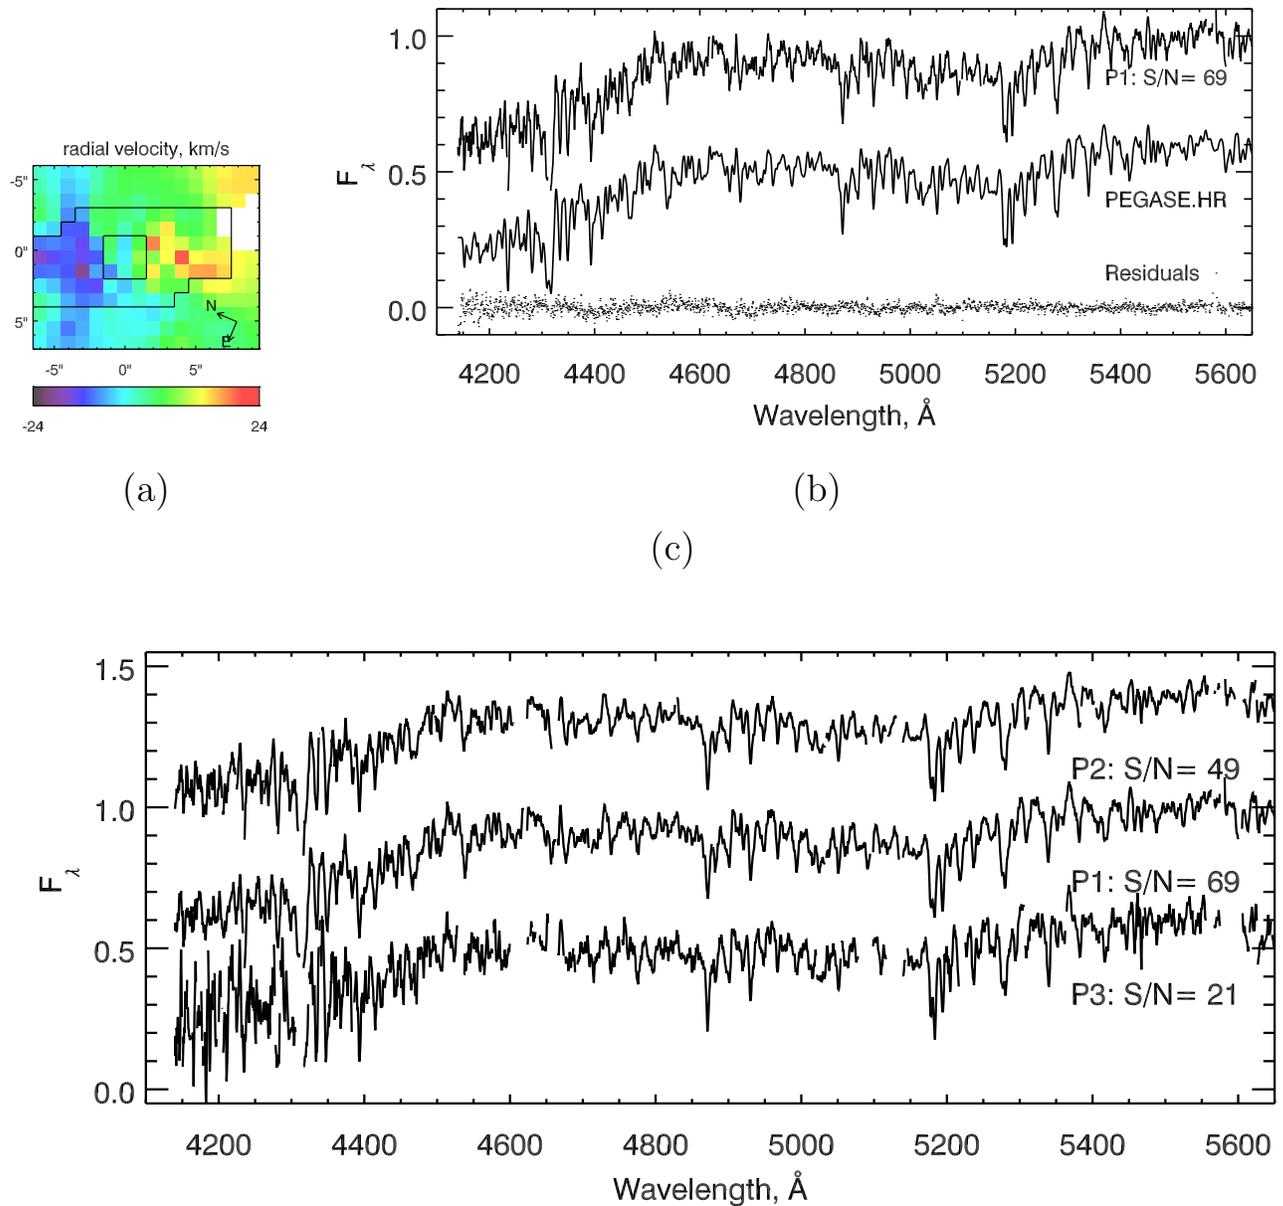 radial velocity, km/s
-5"
0"
5"
N
E
-5" 0" 5"
-24 24
(a)
1.0
0.5
0.0
F λ
P1: S/N= 69
PEGASE.HR
Residuals
4200 4400 4600 4800 5000 5200 5400 5600
Wavelength, Å
(b)
(c)
1.5
1.0
0.5
0.0
F λ
P2: S/N= 49
P1: S/N= 69
P3: S/N= 21
4200 4400 4600 4800 5000 5200 5400 5600
Wavelength, Å